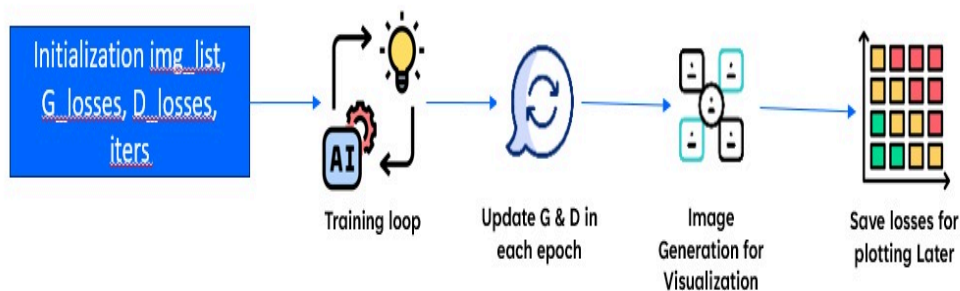 Initialization img_list,
G_losses, D_losses,
iters
AI
Training loop
Update G & D in
each epoch
Image
Generation for
Visualization
Save losses for
plotting Later